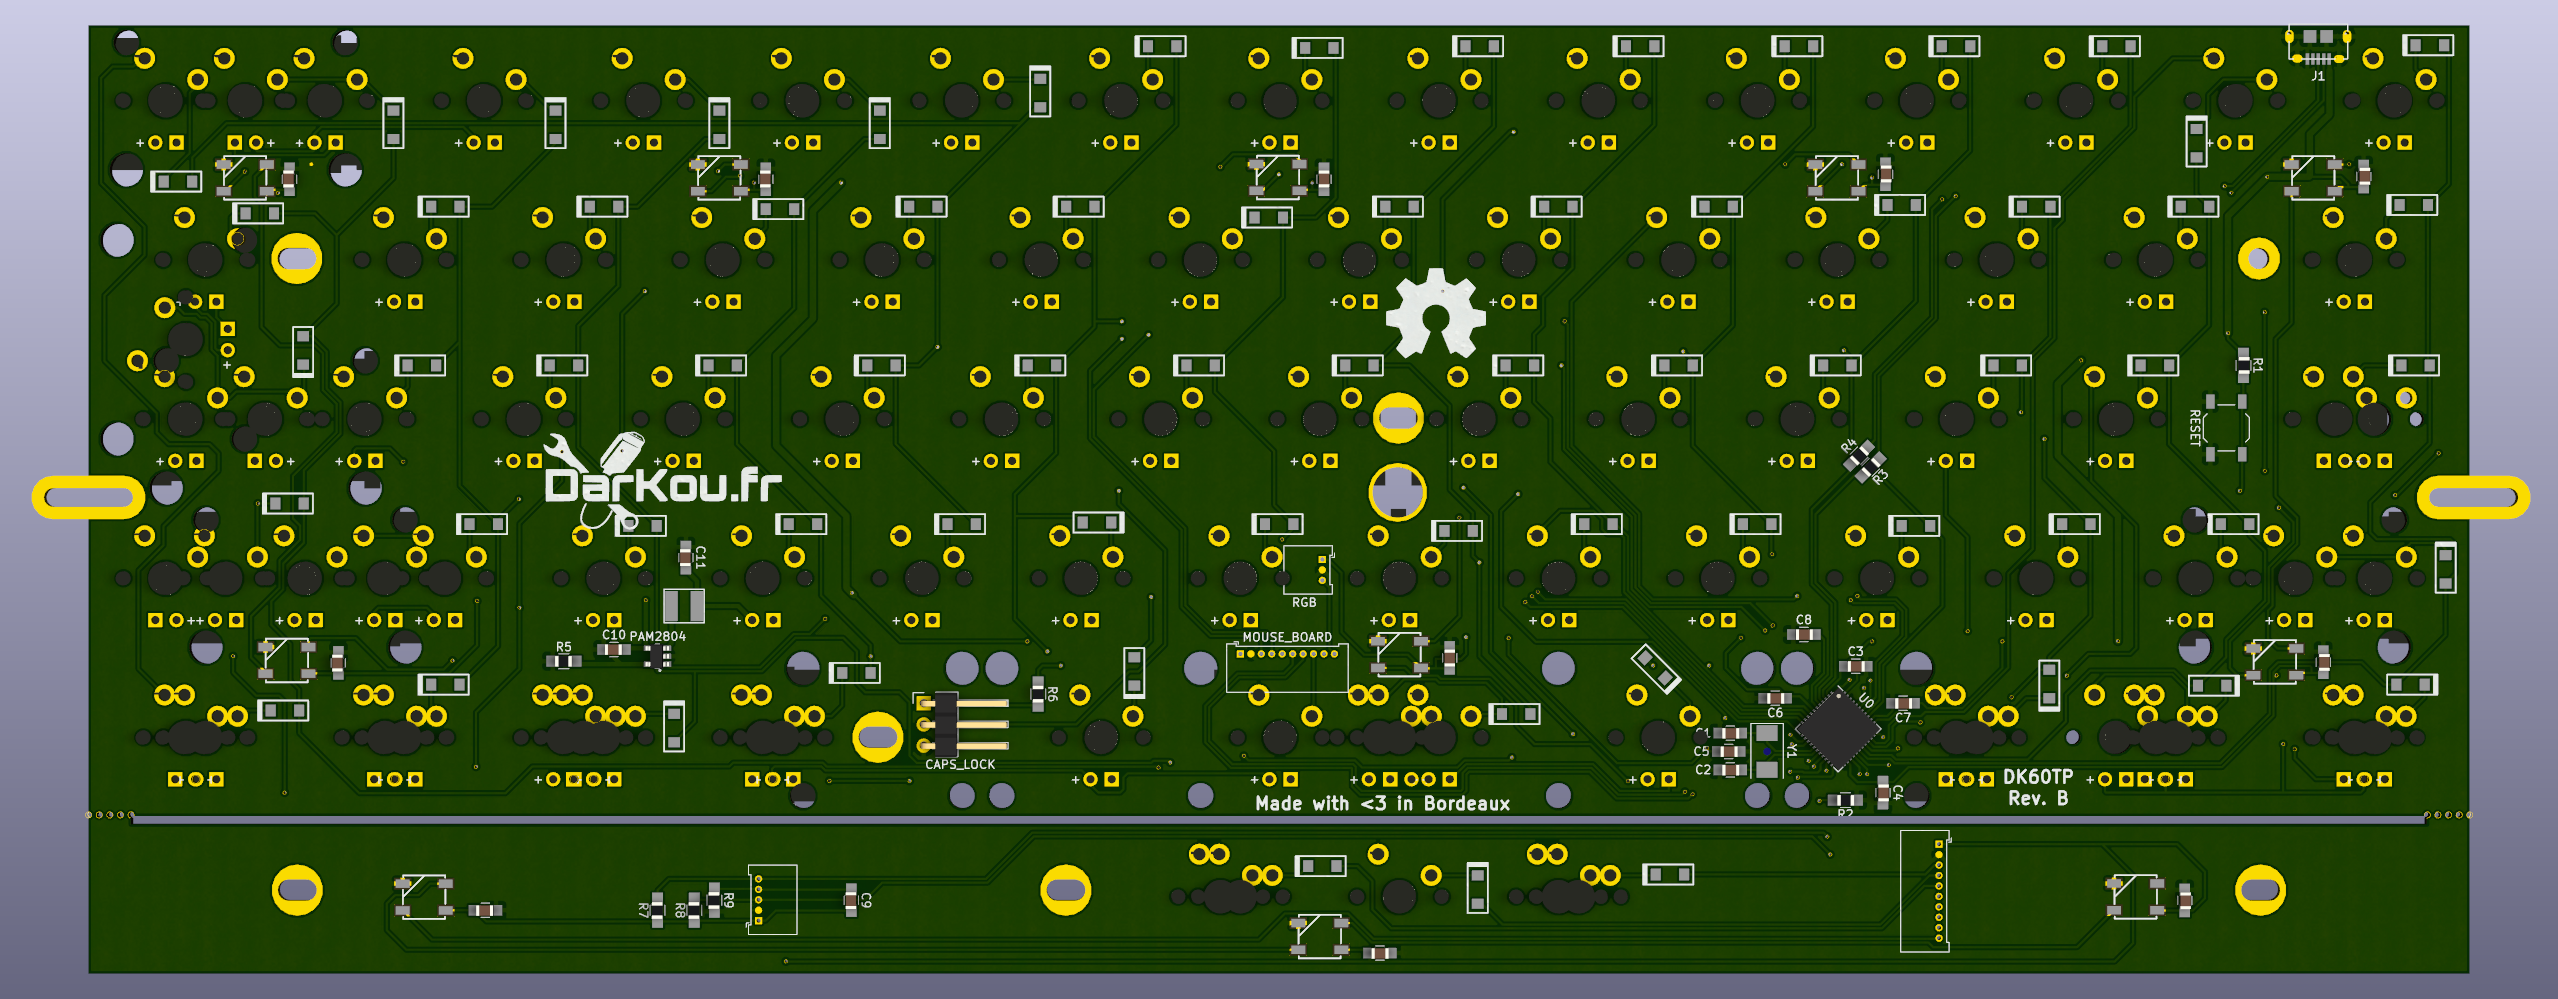 J1
R1
RESET
R4
R3
DarKou.fr
C11
RGB
R5
C10
PAM2804
MOUSE_BOARD
C8
C3
R6
U0
C6
C7
C1
C5
C2
Y1
CAPS_LOCK
C4
R2
DK60TP
Rev. B
Made with <3 in Bordeaux
R7
R8
R9
C9